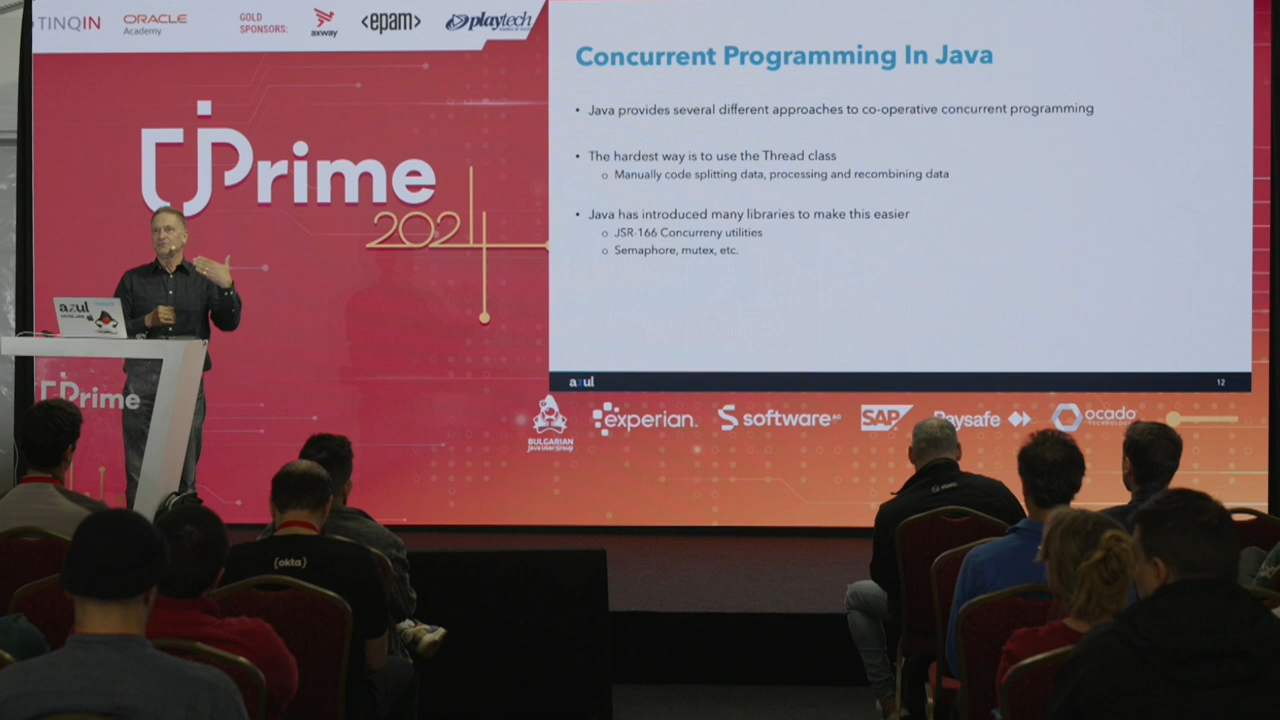 TINQIN
ORACLE
Academy
GOLD
SPONSORS:
axway
<epam>
playtech
jPrime
2024
Concurrent Programming In Java
• Java provides several different approaches to co-operative concurrent programming
• The hardest way is to use the Thread class
o Manually code splitting data, processing and recombining data
• Java has introduced many libraries to make this easier
o JSR-166 Concurreny utilities
o Semaphore, mutex, etc.
azul
12
azul
jPrime
BULGARIAN
Java User Group
experian.
software AG
SAP
Paysafe
ocado
TECHNOLOGY
{okta}